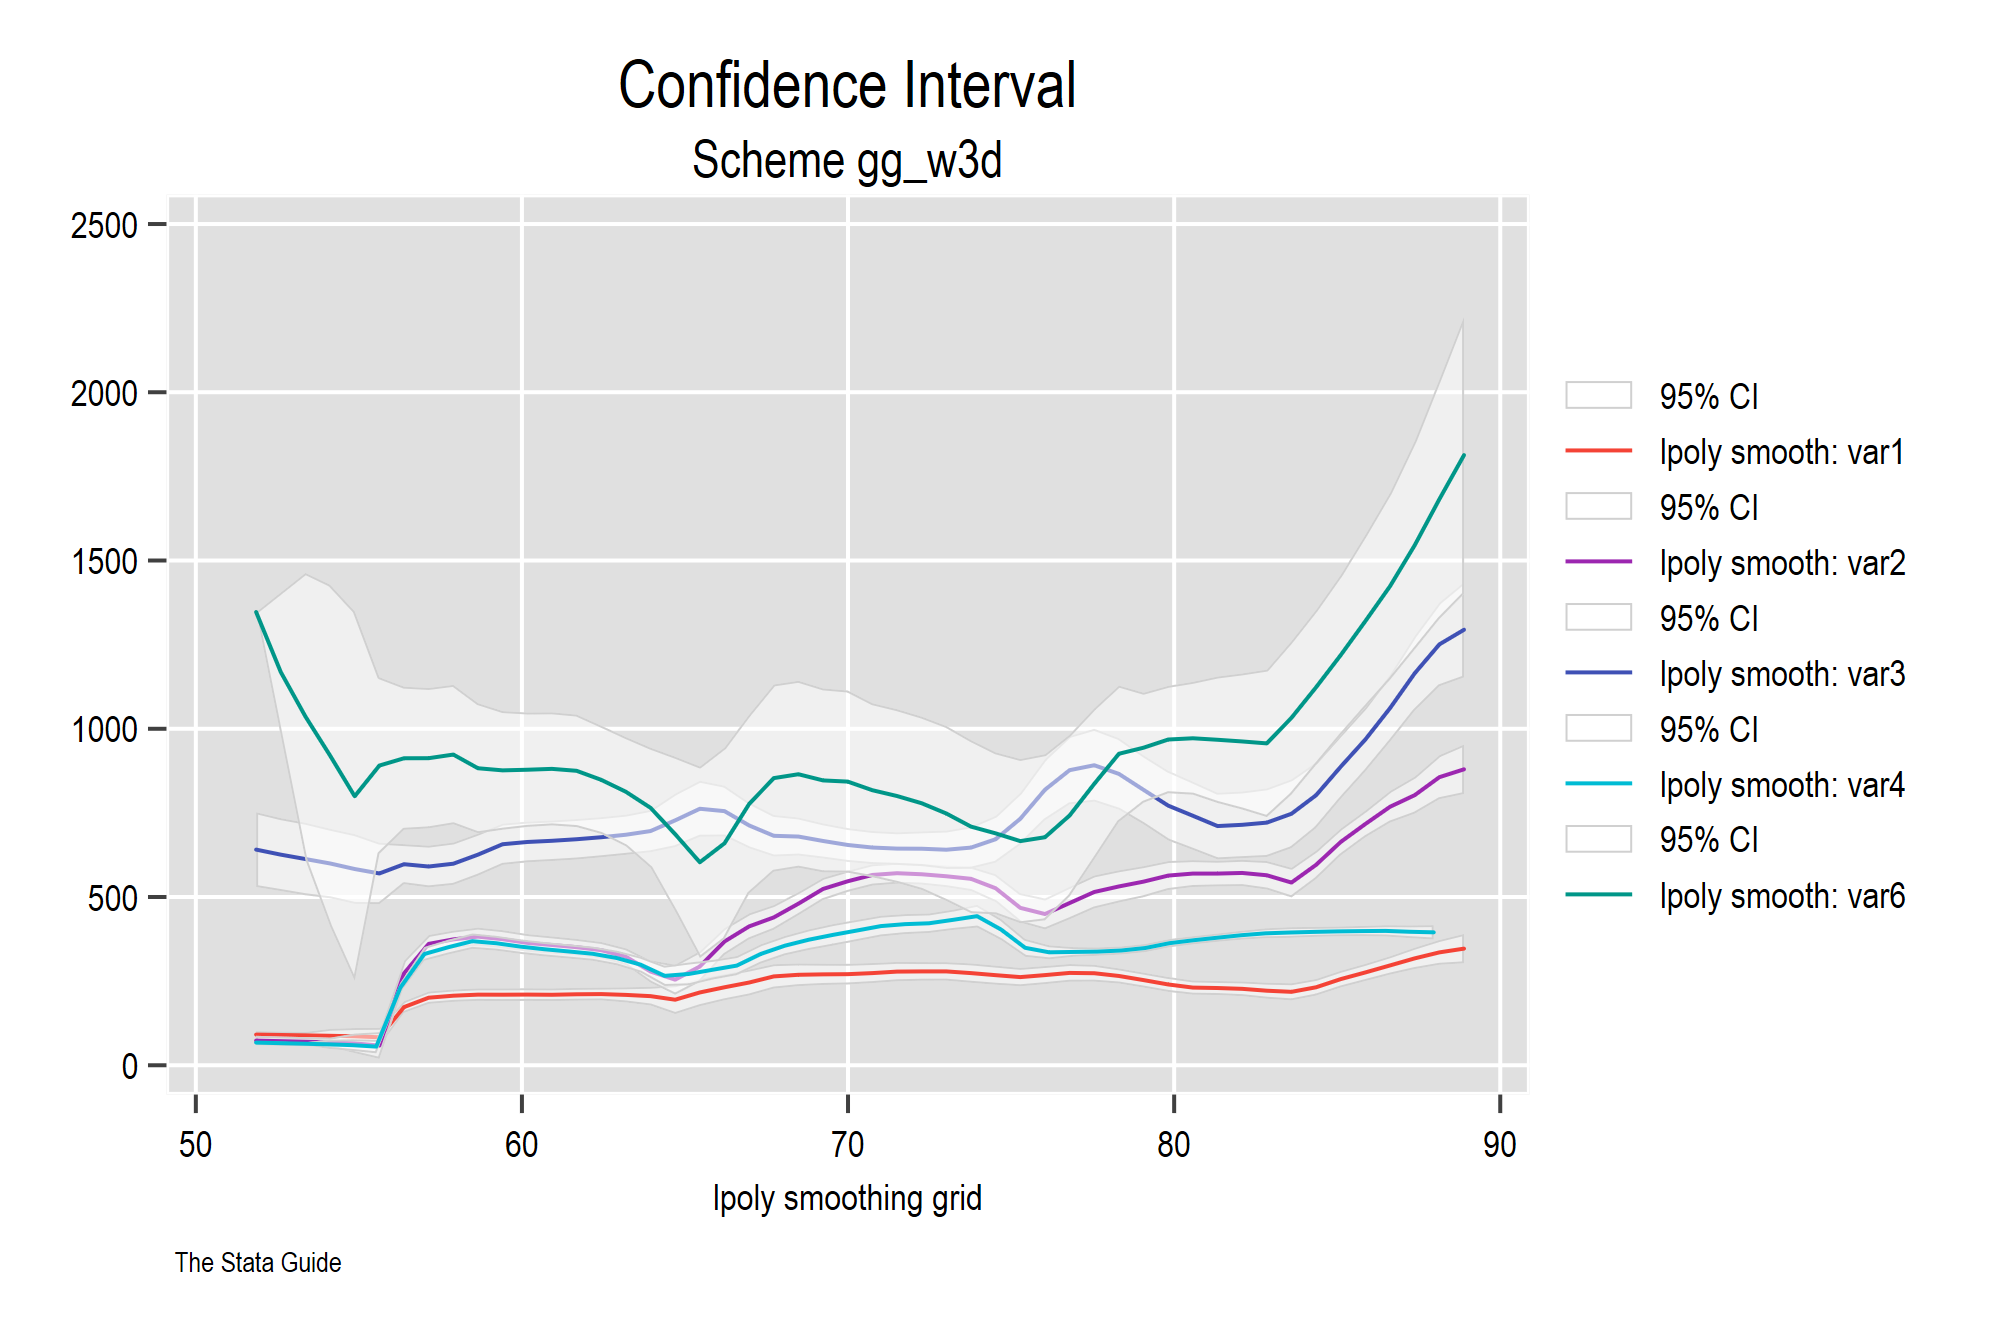 Confidence Interval
Scheme gg_w3d
2500
2000
1500
1000
500
0
50 60 70 80 90
lpoly smoothing grid
95% CI
lpoly smooth: var1
95% CI
lpoly smooth: var2
95% CI
lpoly smooth: var3
95% CI
lpoly smooth: var4
95% CI
lpoly smooth: var6
The Stata Guide